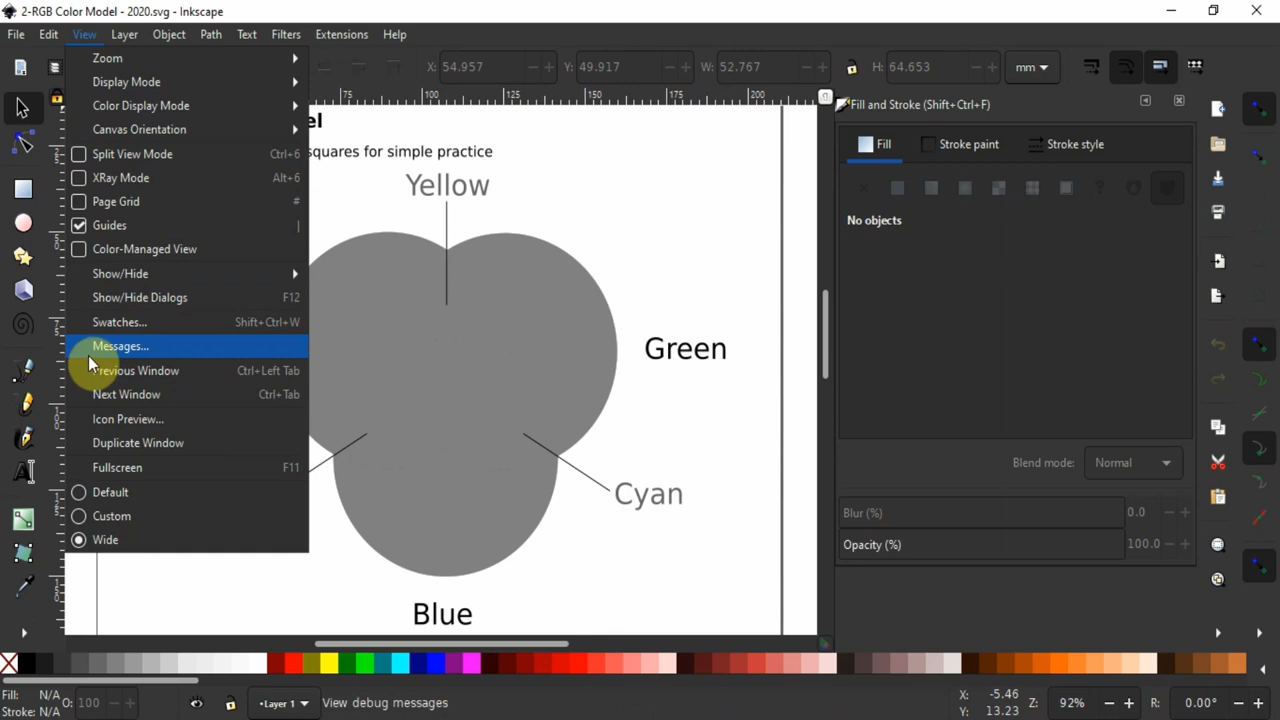 2-RGB Color Model - 2020.svg - Inkscape
File Edit View Layer Object Path Text Filters Extensions Help
X: 54.957 Y: 49.917 W: 52.767 H: 64.653 mm
75 100 125 150 175 200
Zoom
Display Mode
Color Display Mode
Canvas Orientation
Split View Mode Ctrl+6
XRay Mode Alt+6
Page Grid #
Guides |
Color-Managed View
Show/Hide
Show/Hide Dialogs F12
Swatches... Shift+Ctrl+W
Messages...
Previous Window Ctrl+Left Tab
Next Window Ctrl+Tab
Icon Preview...
Duplicate Window
Fullscreen F11
Default
Custom
Wide
el
squares for simple practice
Yellow
Green
Cyan
Blue
Fill and Stroke (Shift+Ctrl+F)
Fill Stroke paint Stroke style
No objects
Blend mode: Normal
Blur (%) 0.0
Opacity (%) 100.0
Fill: N/A
Stroke: N/A
O: 100
•Layer 1
View debug messages
X: -5.46
Y: 13.23
Z: 92%
R: 0.00°